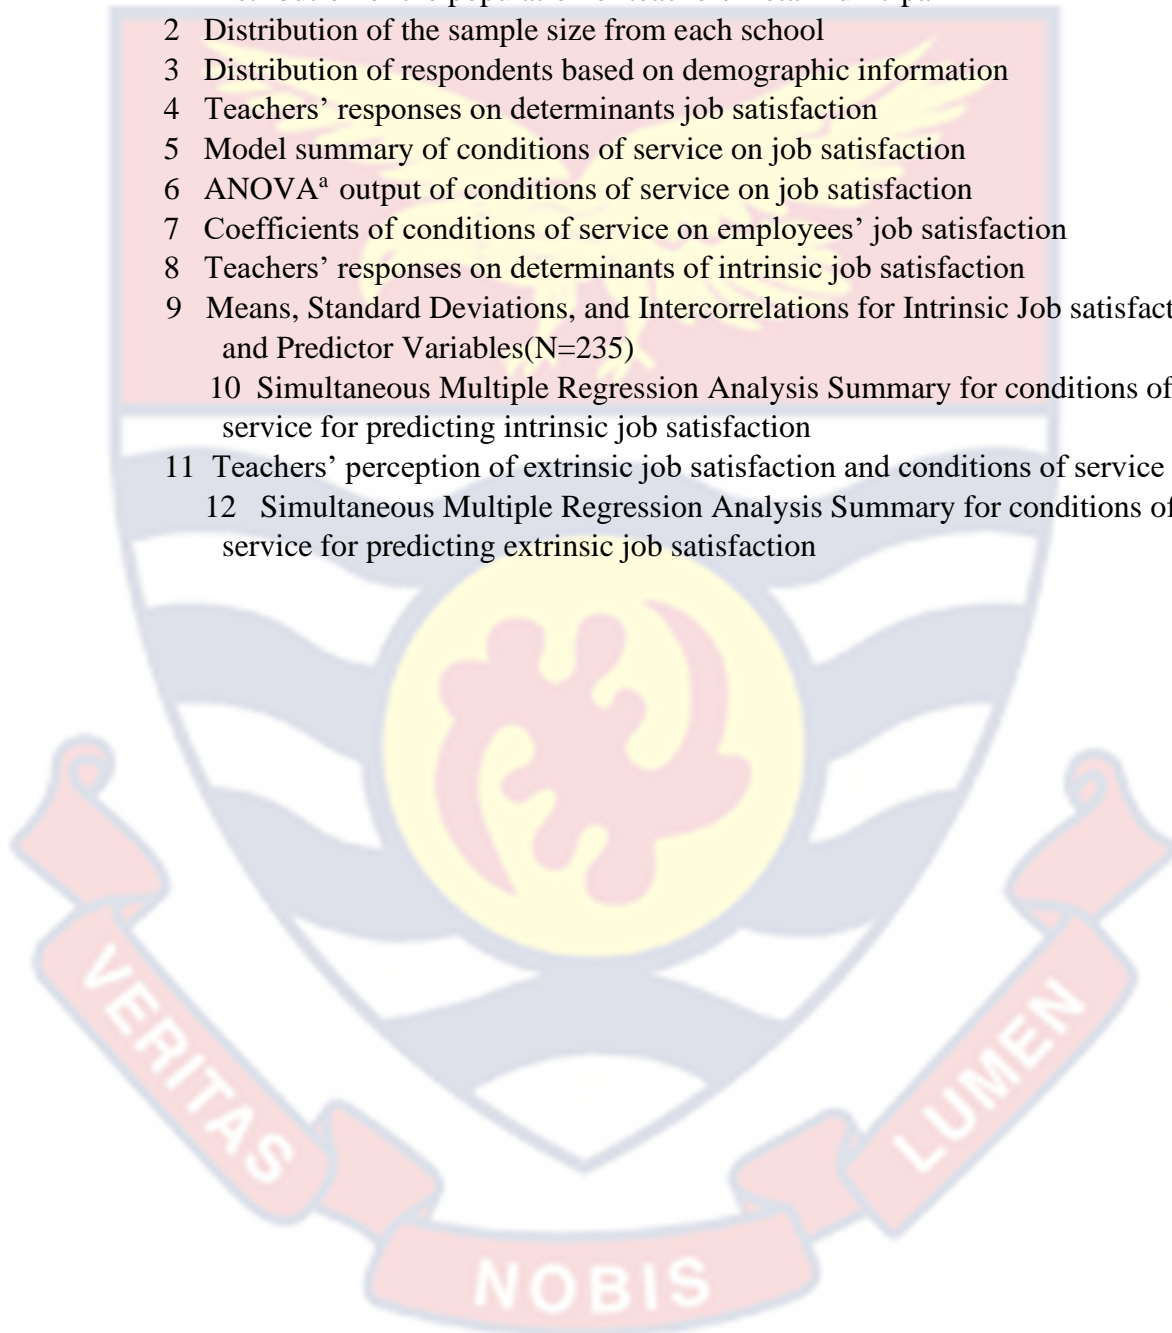 of the population of teachers
2 Distribution of the sample size from each school
3 Distribution of respondents based on demographic information
4 Teachers’ responses on determinants job satisfaction
5 Model summary of conditions of service on job satisfaction
6 ANOVAᵃ output of conditions of service on job satisfaction
7 Coefficients of conditions of service on employees’ job satisfaction
8 Teachers’ responses on determinants of intrinsic job satisfaction
9 Means, Standard Deviations, and Intercorrelations for Intrinsic Job satisfact
and Predictor Variables(N=235)
10 Simultaneous Multiple Regression Analysis Summary for conditions of
service for predicting intrinsic job satisfaction
11 Teachers’ perception of extrinsic job satisfaction and conditions of service
12 Simultaneous Multiple Regression Analysis Summary for conditions of
service for predicting extrinsic job satisfaction
VERITAS
NOBIS
LUMEN